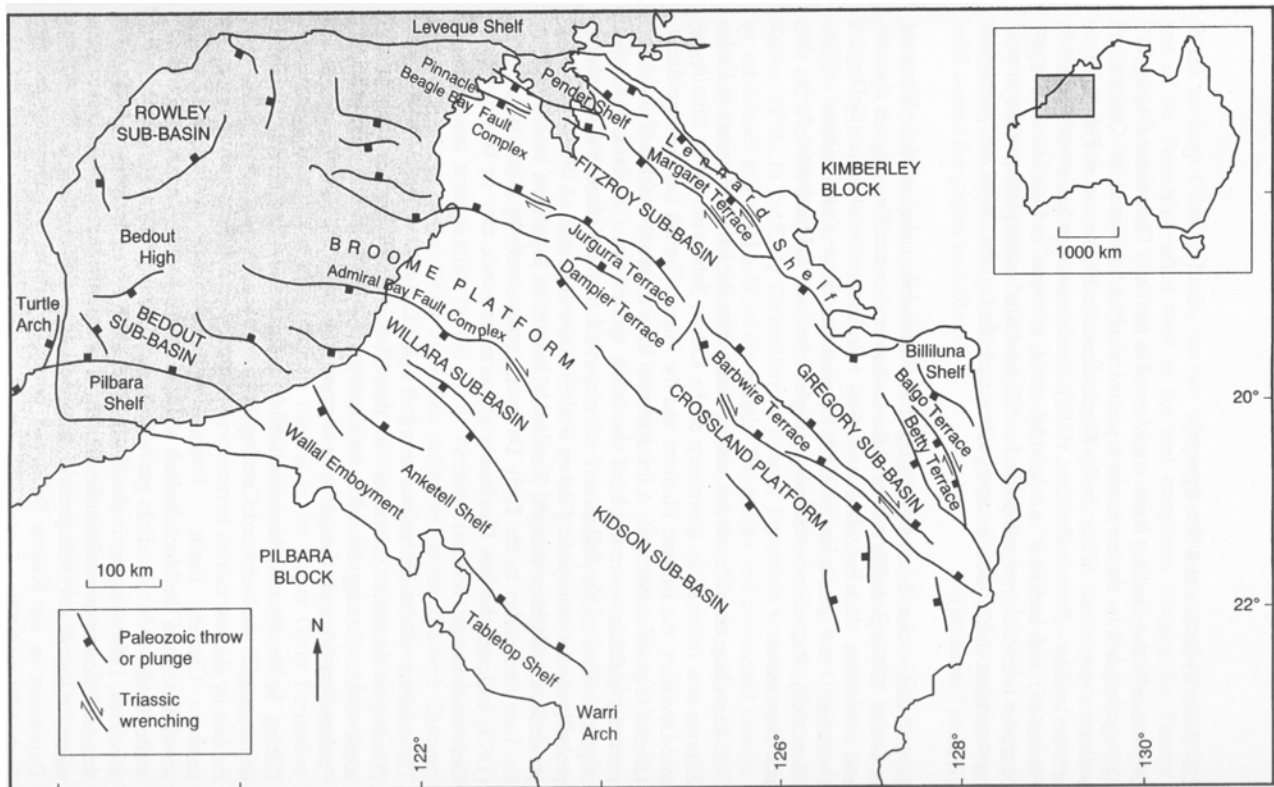 Leveque Shelf
Pinnacle
Beagle Bay
Fault
Complex
Pender Shelf
ROWLEY
SUB-BASIN
Lennard Shelf
KIMBERLEY
BLOCK
1000 km
Margaret Terrace
FITZROY SUB-BASIN
Bedout
High
BROOME PLATFORM
Jurgurra Terrace
Dampier Terrace
Admiral Bay Fault Complex
Turtle
Arch
BEDOUT
SUB-BASIN
WILLARA SUB-BASIN
Billiluna
Shelf
Balgo Terrace
Betty Terrace
Barbwire Terrace
GREGORY SUB-BASIN
CROSSLAND PLATFORM
20°
Pilbara
Shelf
Wallal Embayment
Anketell Shelf
KIDSON SUB-BASIN
PILBARA
BLOCK
100 km
22°
Paleozoic throw
or plunge
Triassic
wrenching
N
Tabletop Shelf
Warri
Arch
122°
126°
128°
130°